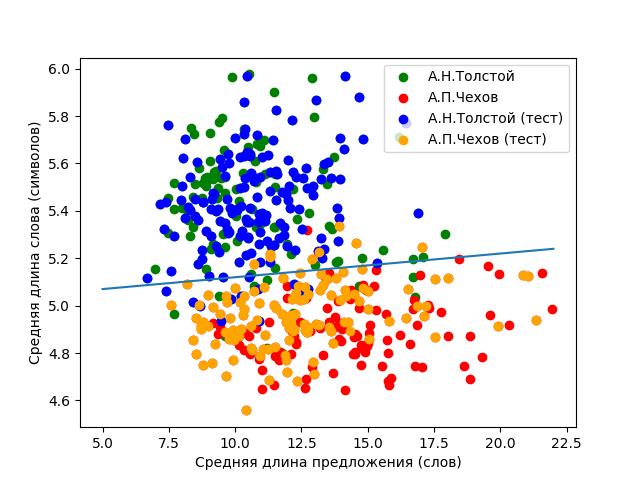 6.0
5.8
5.6
5.4
5.2
5.0
4.8
4.6
Средняя длина слова (символов)
А.Н.Толстой
А.П.Чехов
А.Н.Толстой (тест)
А.П.Чехов (тест)
5.0 7.5 10.0 12.5 15.0 17.5 20.0 22.5
Средняя длина предложения (слов)